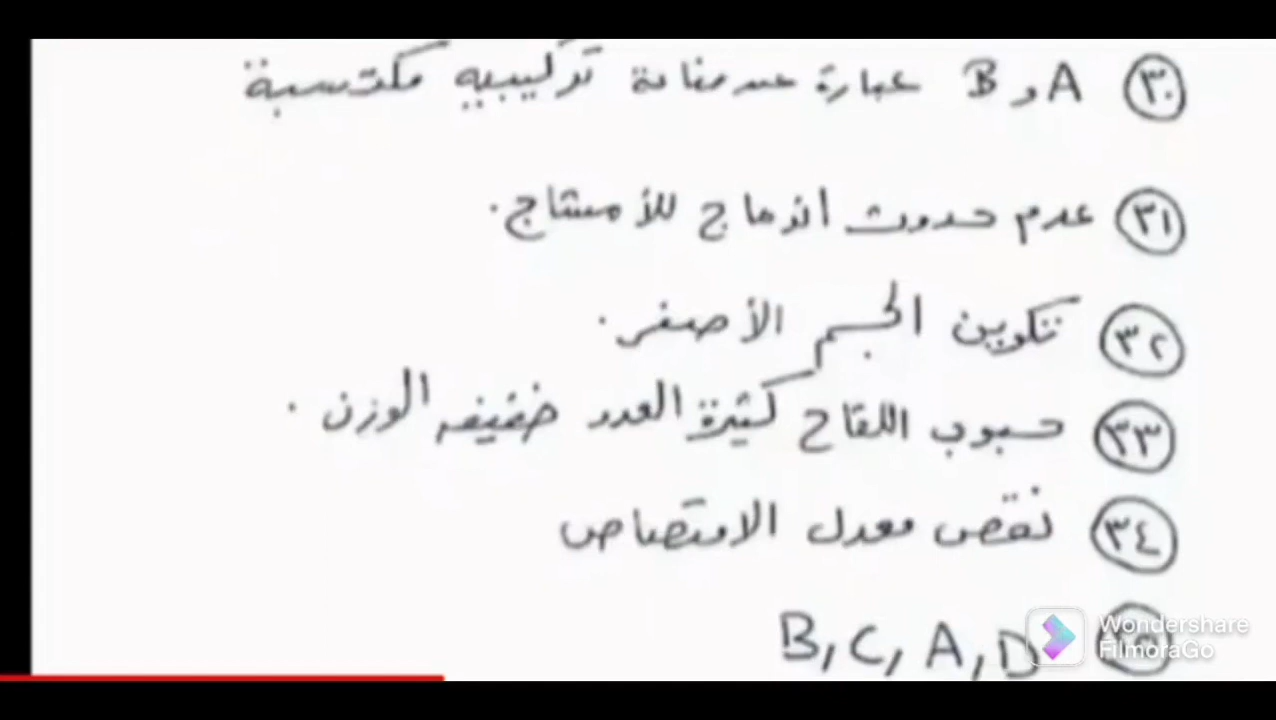 ٣٠ A و B عبارة عن مناعة تركيبية مكتسبة
٣١ عدم حدوث اندماج للأمشاج.
٣٢ تكوين الجسم الأصفر.
٣٣ حبوب اللقاح كثيرة العدد خفيفة الوزن.
٣٤ نقص معدل الامتصاص
B, C, A, D
Wondershare
FilmoraGo